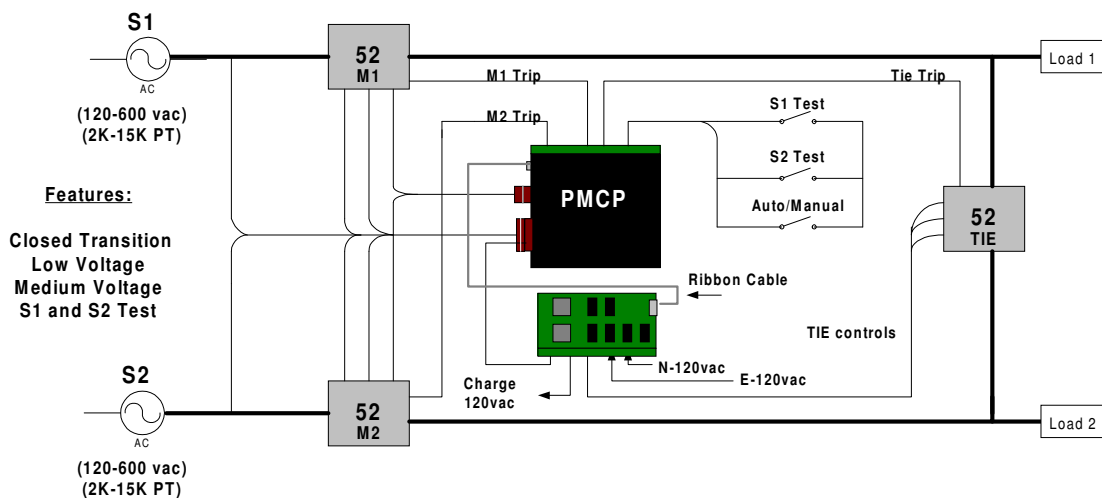 S1
AC
(120-600 vac)
(2K-15K PT)
Features:
Closed Transition
Low Voltage
Medium Voltage
S1 and S2 Test
S2
AC
(120-600 vac)
(2K-15K PT)
52
M1
52
M2
M1 Trip
M2 Trip
Tie Trip
PMCP
S1 Test
S2 Test
Auto/Manual
Ribbon Cable
TIE controls
N-120vac
E-120vac
Charge
120vac
52
TIE
Load 1
Load 2